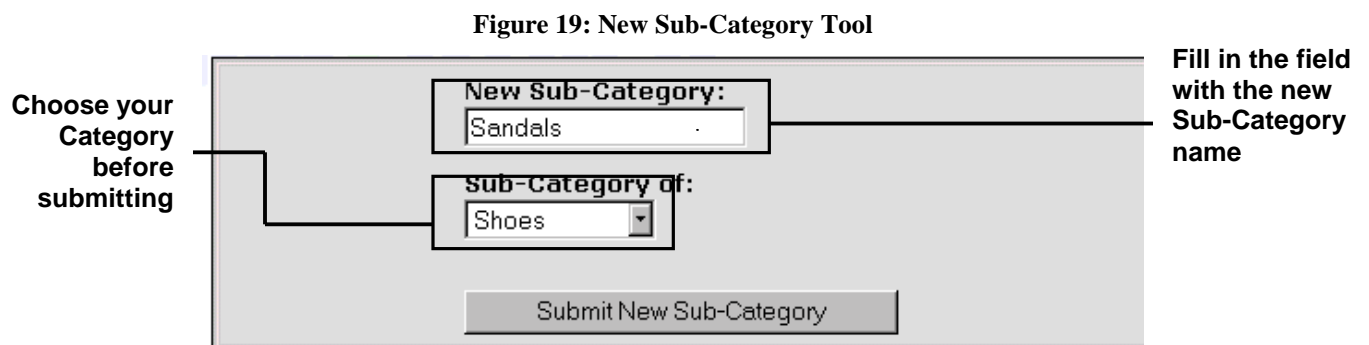 Figure 19: New Sub-Category Tool
Choose your
Category
before
submitting
New Sub-Category:
Sandals
Sub-Category of:
Shoes
Submit New Sub-Category
Fill in the field
with the new
Sub-Category
name